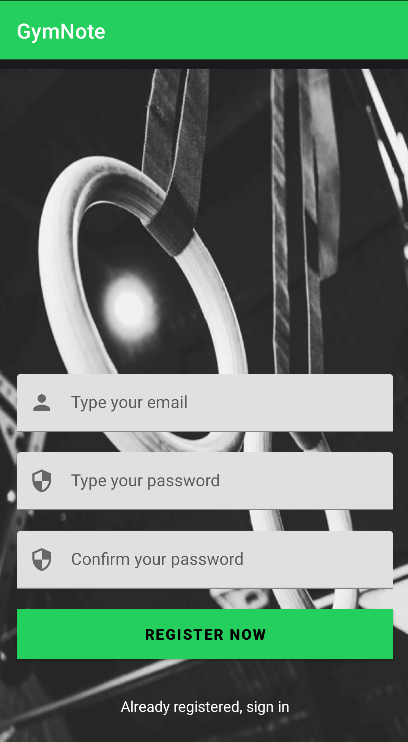 GymNote
Type your email
Type your password
Confirm your password
REGISTER NOW
Already registered, sign in